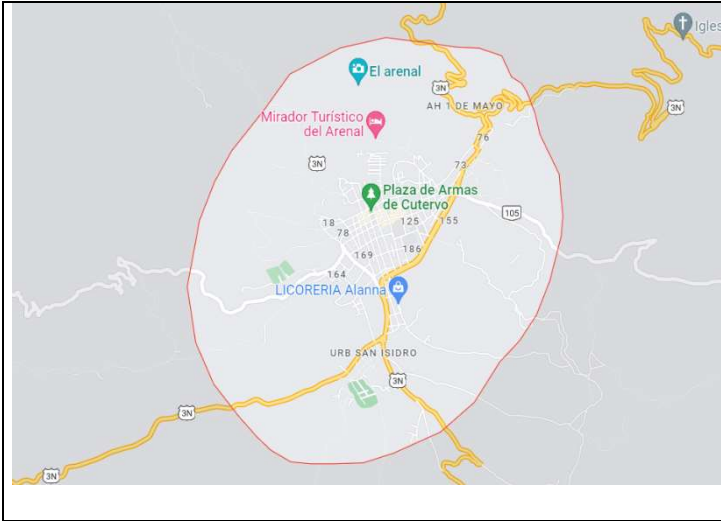 Igles
El arenal
3N
AH 1 DE MAYO
3N
Mirador Turístico
del Arenal
76
3N
73
Plaza de Armas
de Cutervo
105
18
125
155
78
186
169
164
LICORERIA Alanna
URB SAN ISIDRO
3N
3N
3N